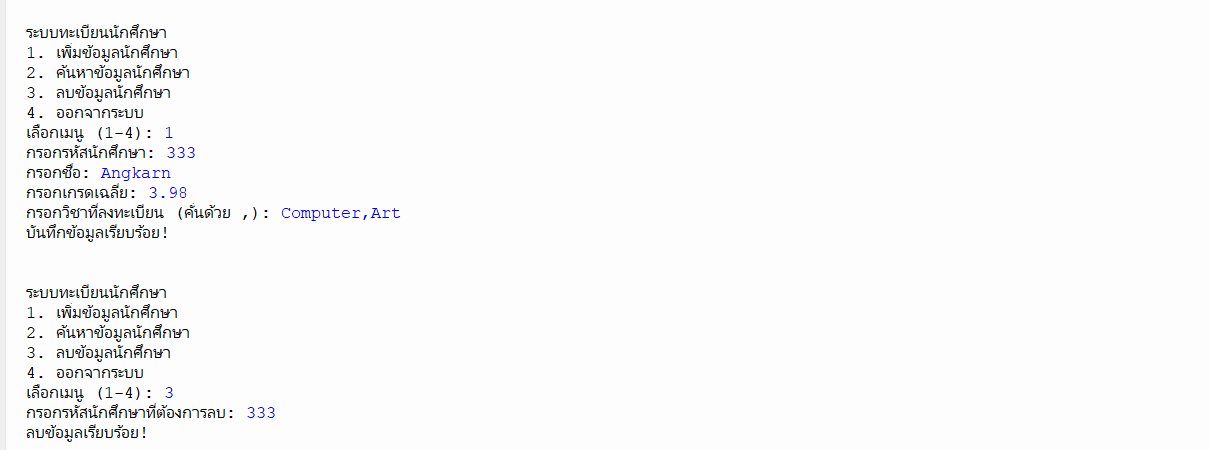 ระบบทะเบียนนักศึกษา
1. เพิ่มข้อมูลนักศึกษา
2. ค้นหาข้อมูลนักศึกษา
3. ลบข้อมูลนักศึกษา
4. ออกจากระบบ
เลือกเมนู (1-4): 1
กรอกรหัสนักศึกษา: 333
กรอกชื่อ: Angkarn
กรอกเกรดเฉลี่ย: 3.98
กรอกวิชาที่ลงทะเบียน (คั่นด้วย ,): Computer,Art
บันทึกข้อมูลเรียบร้อย!
ระบบทะเบียนนักศึกษา
1. เพิ่มข้อมูลนักศึกษา
2. ค้นหาข้อมูลนักศึกษา
3. ลบข้อมูลนักศึกษา
4. ออกจากระบบ
เลือกเมนู (1-4): 3
กรอกรหัสนักศึกษาที่ต้องการลบ: 333
ลบข้อมูลเรียบร้อย!